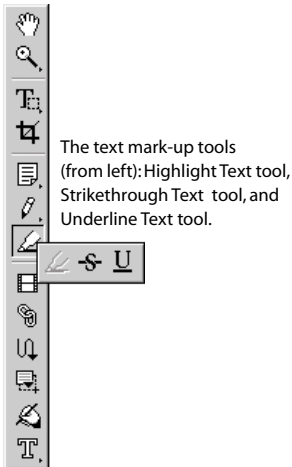 The text mark-up tools
(from left): Highlight Text tool,
Strikethrough Text tool, and
Underline Text tool.